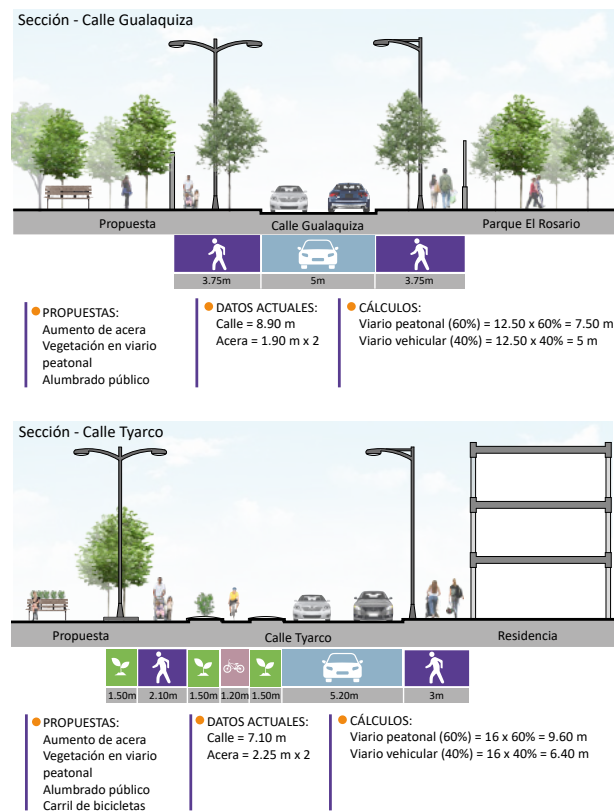 Sección - Calle Gualaquiza
Propuesta
Calle Gualaquiza
Parque El Rosario
3.75m
5m
3.75m
PROPUESTAS:
Aumento de acera
Vegetación en viario
peatonal
Alumbrado público
DATOS ACTUALES:
Calle = 8.90 m
Acera = 1.90 m x 2
CÁLCULOS:
Viario peatonal (60%) = 12.50 x 60% = 7.50 m
Viario vehicular (40%) = 12.50 x 40% = 5 m
Sección - Calle Tyarco
Propuesta
Calle Tyarco
Residencia
1.50m
2.10m
1.50m
1.20m
1.50m
5.20m
3m
PROPUESTAS:
Aumento de acera
Vegetación en viario
peatonal
Alumbrado público
Carril de bicicletas
DATOS ACTUALES:
Calle = 7.10 m
Acera = 2.25 m x 2
CÁLCULOS:
Viario peatonal (60%) = 16 x 60% = 9.60 m
Viario vehicular (40%) = 16 x 40% = 6.40 m